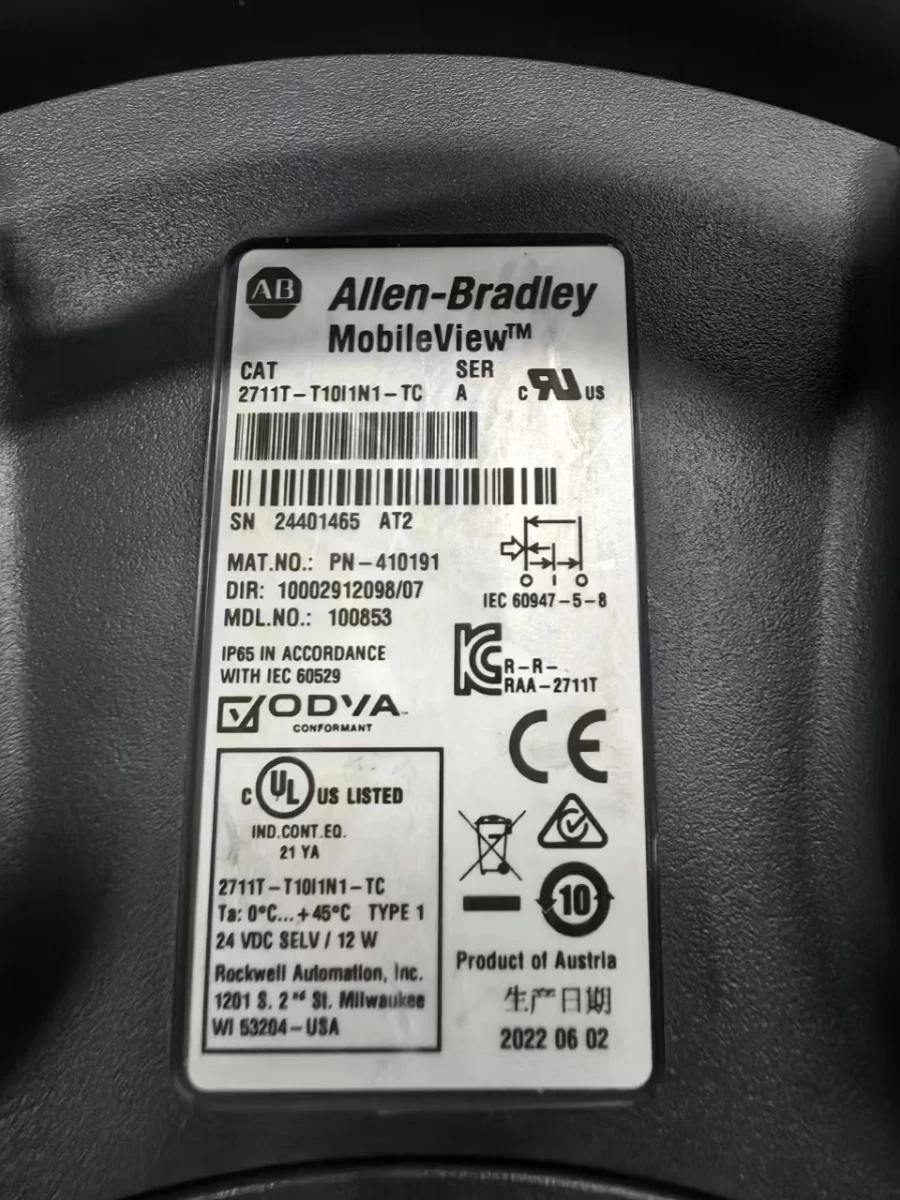 AB Allen-Bradley
MobileView™
CAT SER
2711T-T10I1N1-TC A
c RU US
SN 24401465 AT2
MAT.NO.: PN-410191
DIR: 10002912098/07
MDL.NO.: 100853
O I O
IEC 60947-5-8
IP65 IN ACCORDANCE
WITH IEC 60529
R-R-
RAA-2711T
ODVA™
CONFORMANT
CE
C UL US LISTED
IND.CONT.EQ.
21 YA
2711T-T10I1N1-TC
Ta: 0°C...+45°C TYPE 1
24 VDC SELV / 12 W
Rockwell Automation, Inc.
1201 S. 2nd St. Milwaukee
WI 53204-USA
10
Product of Austria
生产日期
2022 06 02